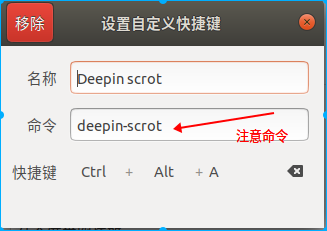 移除 设置自定义快捷键
名称 Deepin scrot
命令 deepin-scrot
注意命令
快捷键 Ctrl + Alt + A